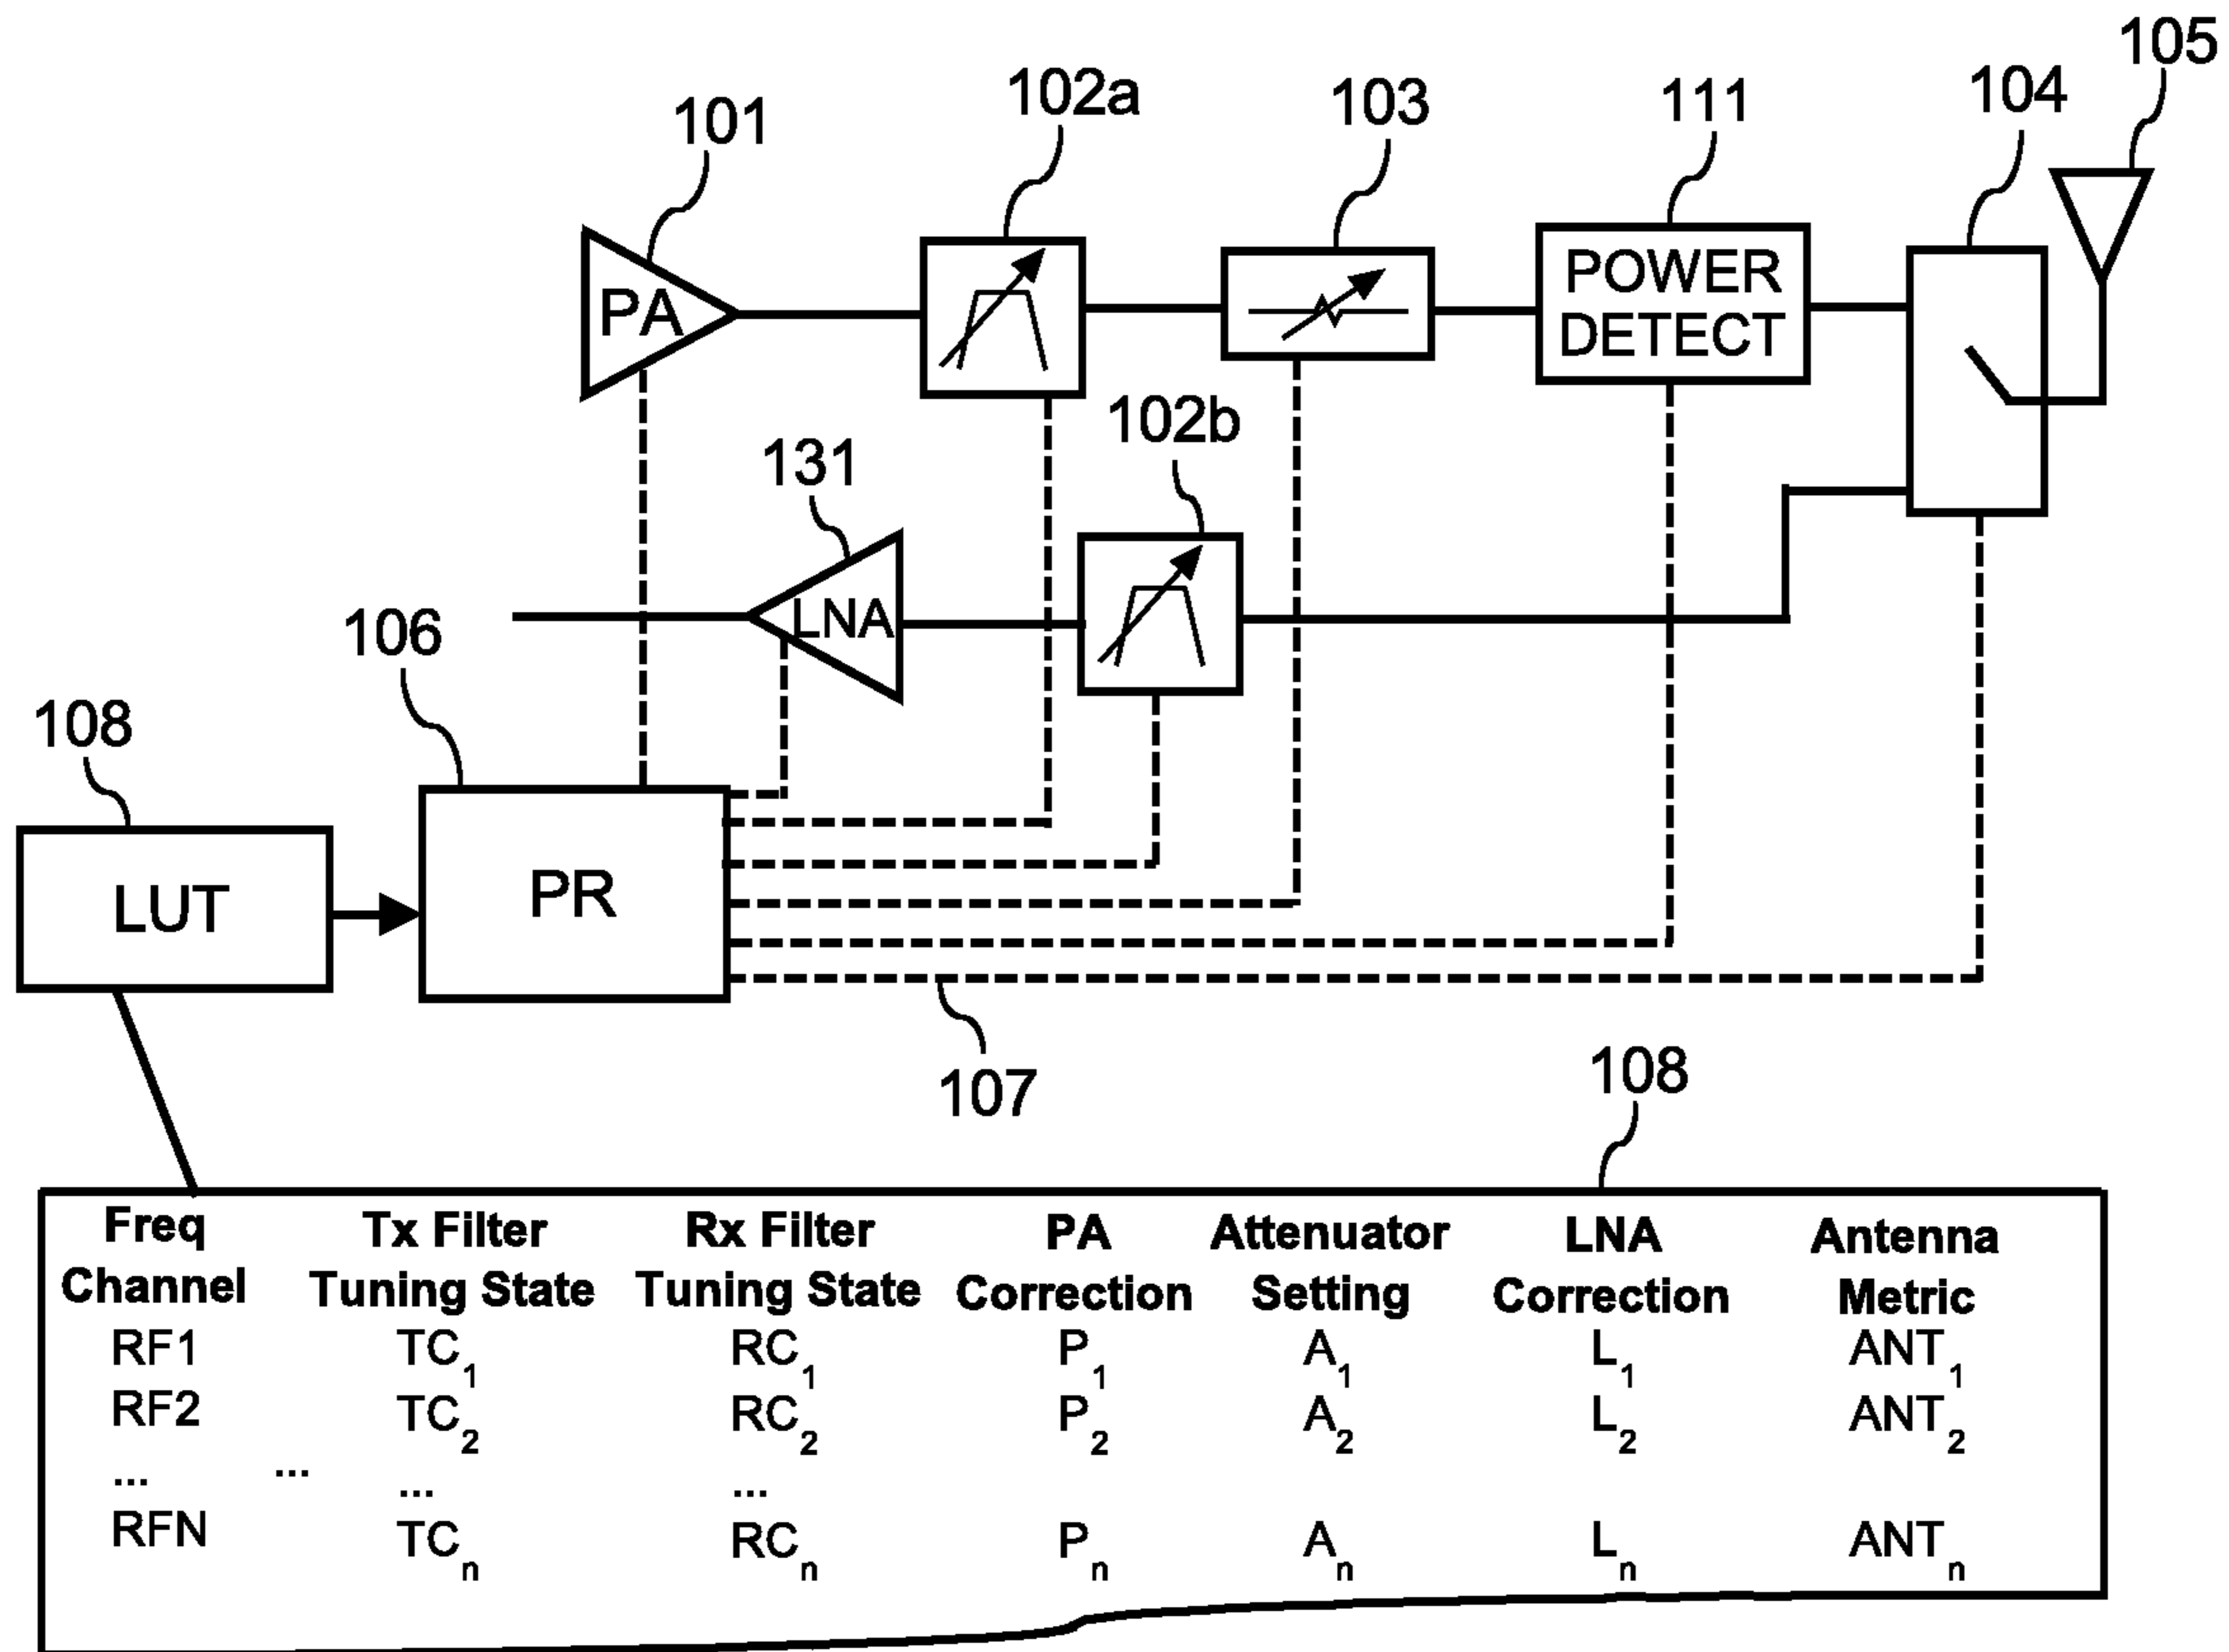 105
102a
103
111
104
101
PA
POWER
DETECT
102b
131
LNA
106
108
LUT
PR
107
108
Freq Channel
Tx Filter Tuning State
Rx Filter Tuning State
PA Correction
Attenuator Setting
LNA Correction
Antenna Metric
RF1 TC1 RC1 P1 A1 L1 ANT1
RF2 TC2 RC2 P2 A2 L2 ANT2
... ... ... ...
RFN TCn RCn Pn An Ln ANTn